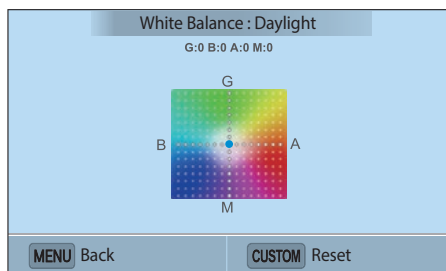 White Balance : Daylight
G:0 B:0 A:0 M:0
G
B A
M
MENU Back CUSTOM Reset